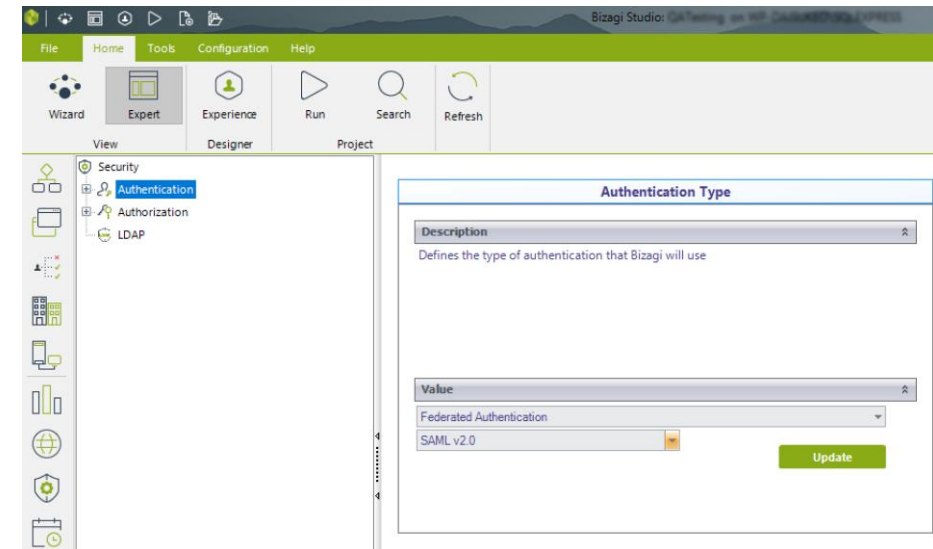 Bizagi Studio:
File Home Tools Configuration Help
Wizard Expert Experience Run Search Refresh
View Designer Project
Security
Authentication
Authorization
LDAP
Authentication Type
Description
Defines the type of authentication that Bizagi will use
Value
Federated Authentication
SAML v2.0
Update